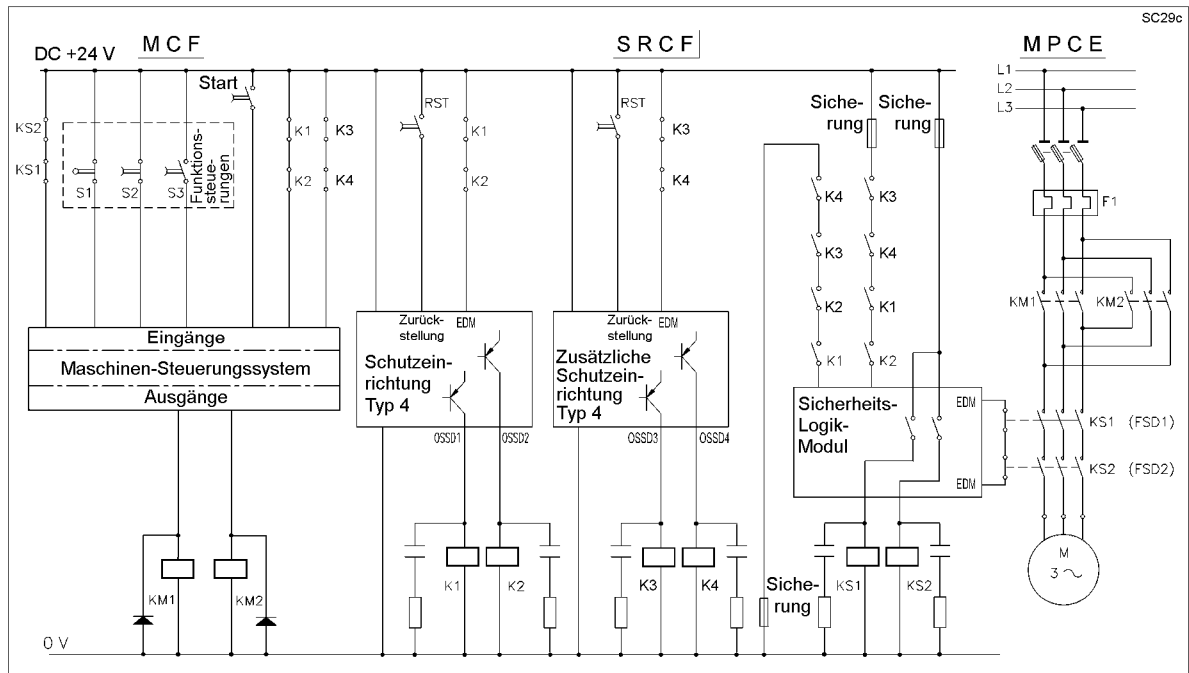 SC29c
M C F
S R C F
M P C E
DC +24 V
Start
RST
RST
Siche-
rung
Siche-
rung
L1
L2
L3
KS2
KS1
S1
S2
S3
Funktions-
steue-
rungen
K1
K3
K2
K4
K1
K2
K3
K4
K4
K3
K3
K4
K2
K1
K1
K2
F1
KM1
KM2
Eingänge
Maschinen-Steuerungssystem
Ausgänge
Zurück-
stellung
EDM
Schutzein-
richtung
Typ 4
OSSD1
OSSD2
Zurück-
stellung
EDM
Zusätzliche
Schutzein-
richtung
Typ 4
OSSD3
OSSD4
Sicherheits-
Logik-
Modul
EDM
EDM
KS1 (FSD1)
KS2 (FSD2)
M
3
KM1
KM2
K1
K2
K3
K4
Siche-
rung
KS1
KS2
0 V